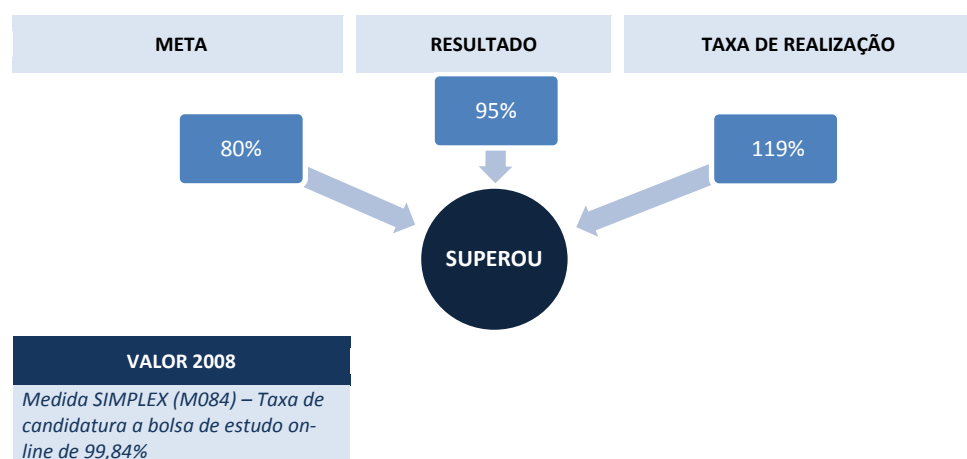 META
RESULTADO
TAXA DE REALIZAÇÃO
80%
95%
119%
SUPEROU
VALOR 2008
Medida SIMPLEX (M084) – Taxa de
candidatura a bolsa de estudo on-
line de 99,84%